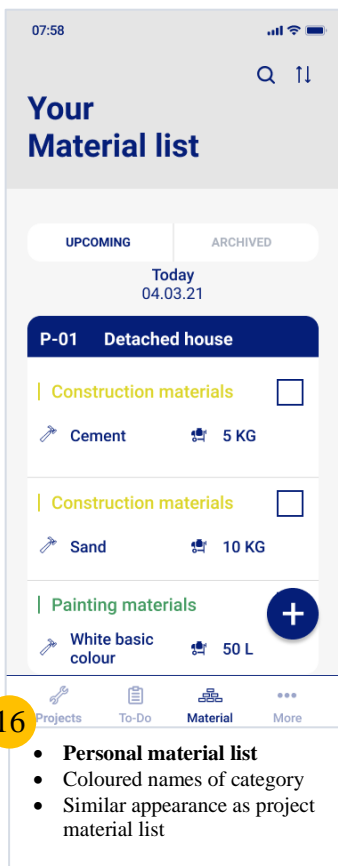 07:58
Your
Material list
UPCOMING ARCHIVED
Today
04.03.21
P-01 Detached house
Construction materials
Cement 5 KG
Construction materials
Sand 10 KG
Painting materials
White basic
colour 50 L
Projects To-Do Material More
16
• Personal material list
• Coloured names of category
• Similar appearance as project
material list